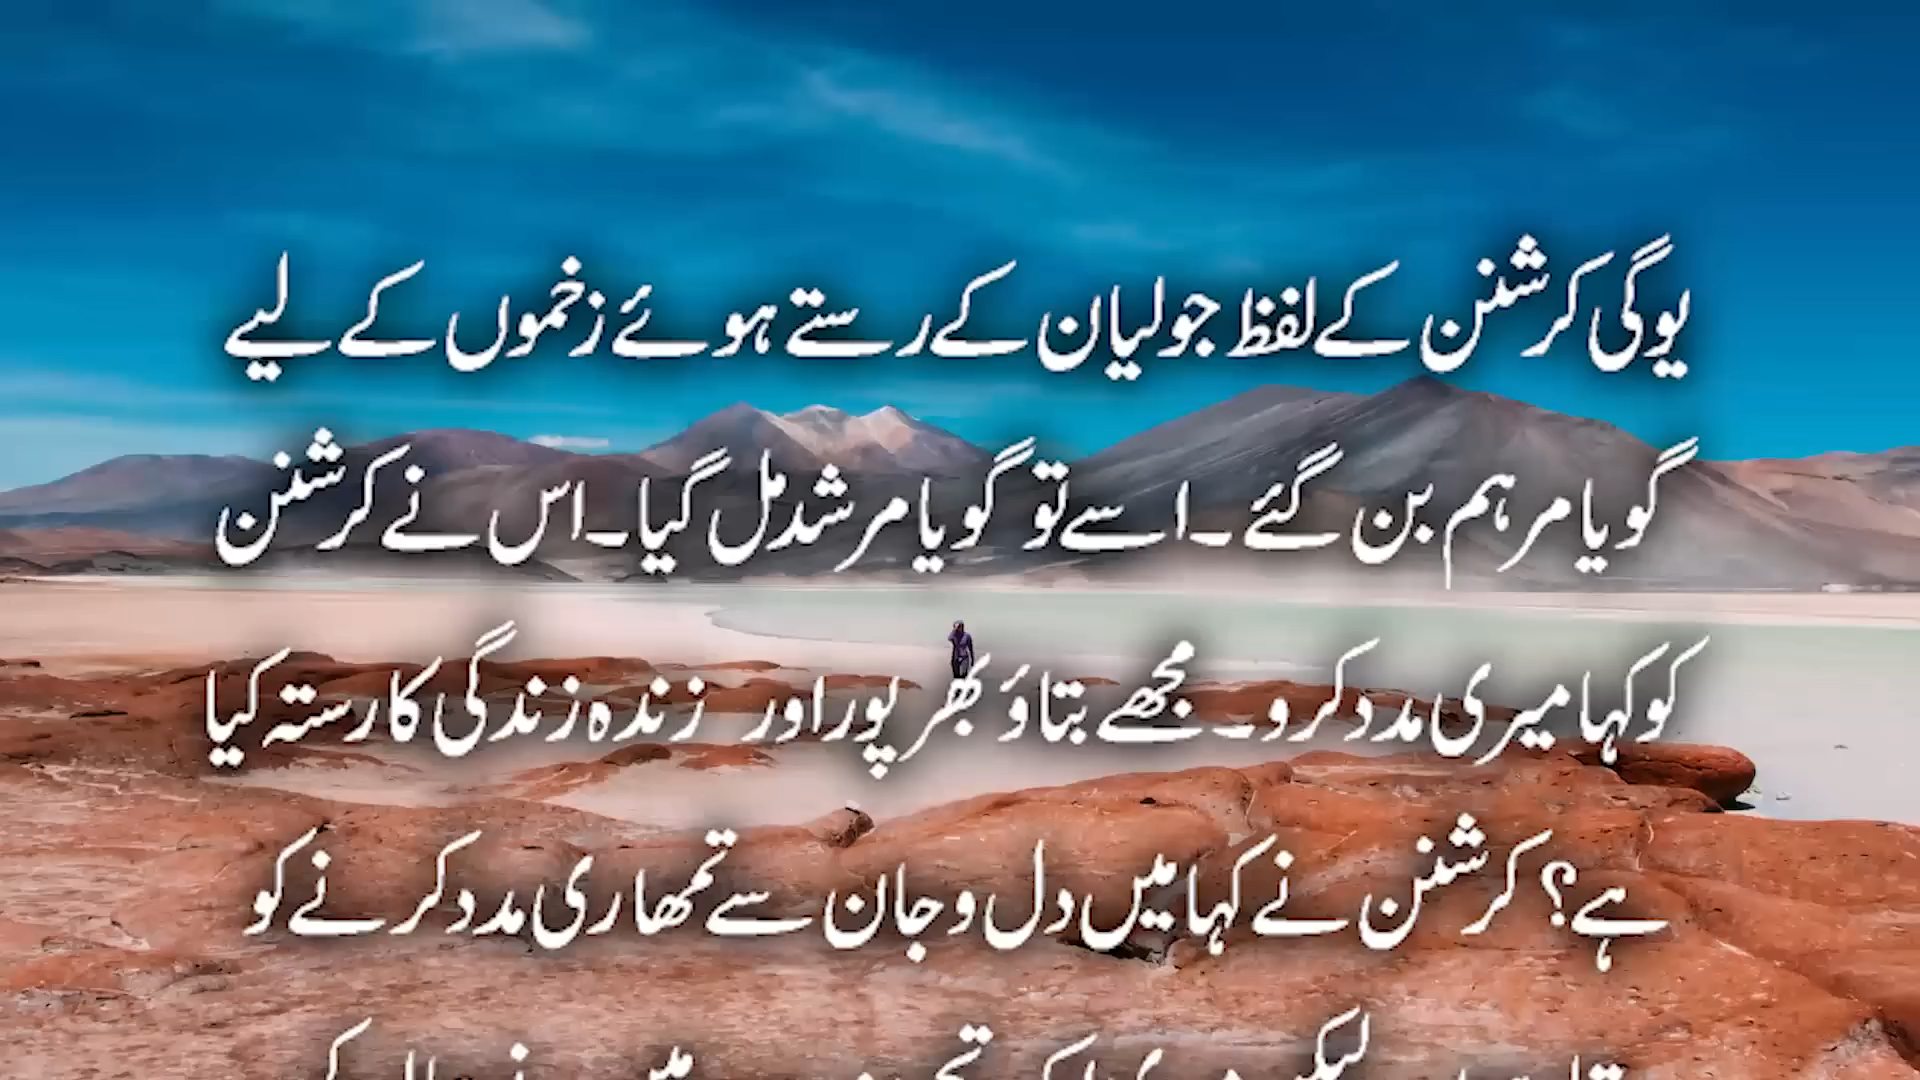 یوگی کرشنن کے لفظ جولیان کے رستے ہوئے زخموں کے لیے
گویا مرہم بن گئے۔ اسے تو گویا مرشد مل گیا۔ اس نے کرشنن
کو کہا میری مدد کرو۔ مجھے بتاؤ بھرپور اور زندہ زندگی کا رستہ کیا
ہے؟ کرشنن نے کہا میں دل و جان سے تمھاری مدد کرنے کو